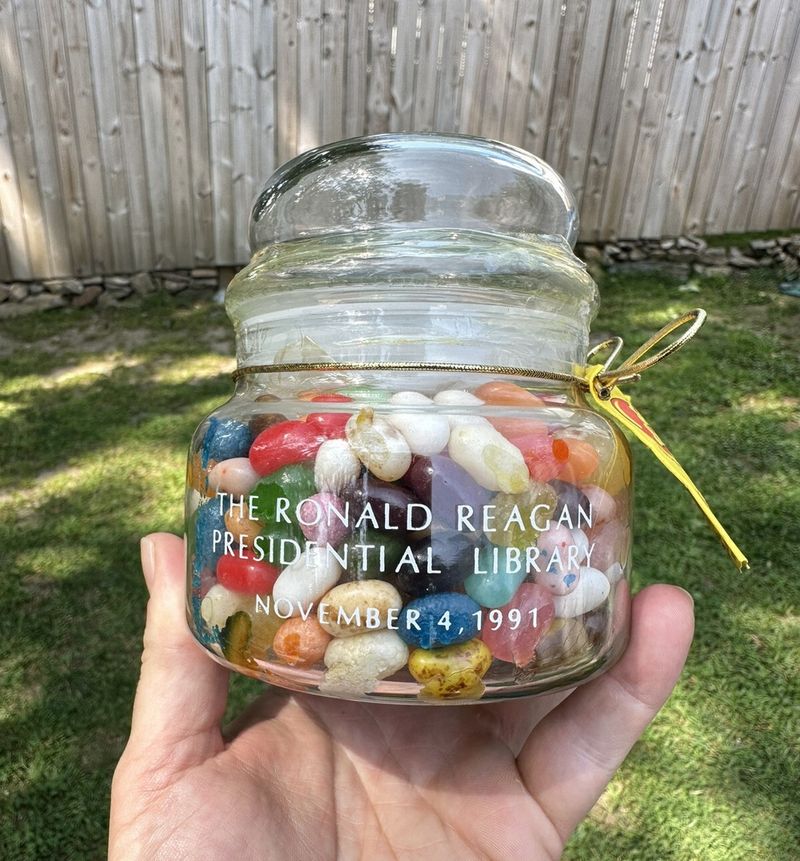 THE RONALD REAGAN
PRESIDENTIAL LIBRARY
NOVEMBER 4, 1991